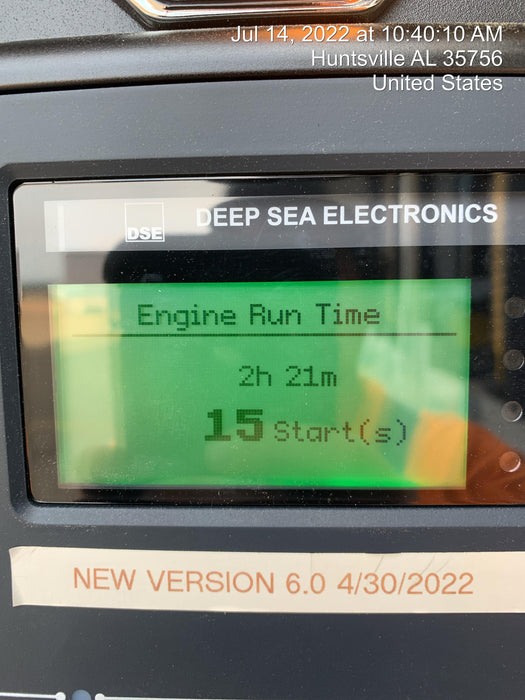 Jul 14, 2022 at 10:40:10 AM
Huntsville AL 35756
United States
DSE DEEP SEA ELECTRONICS
Engine Run Time
2h 21m
15 Start(s)
NEW VERSION 6.0 4/30/2022